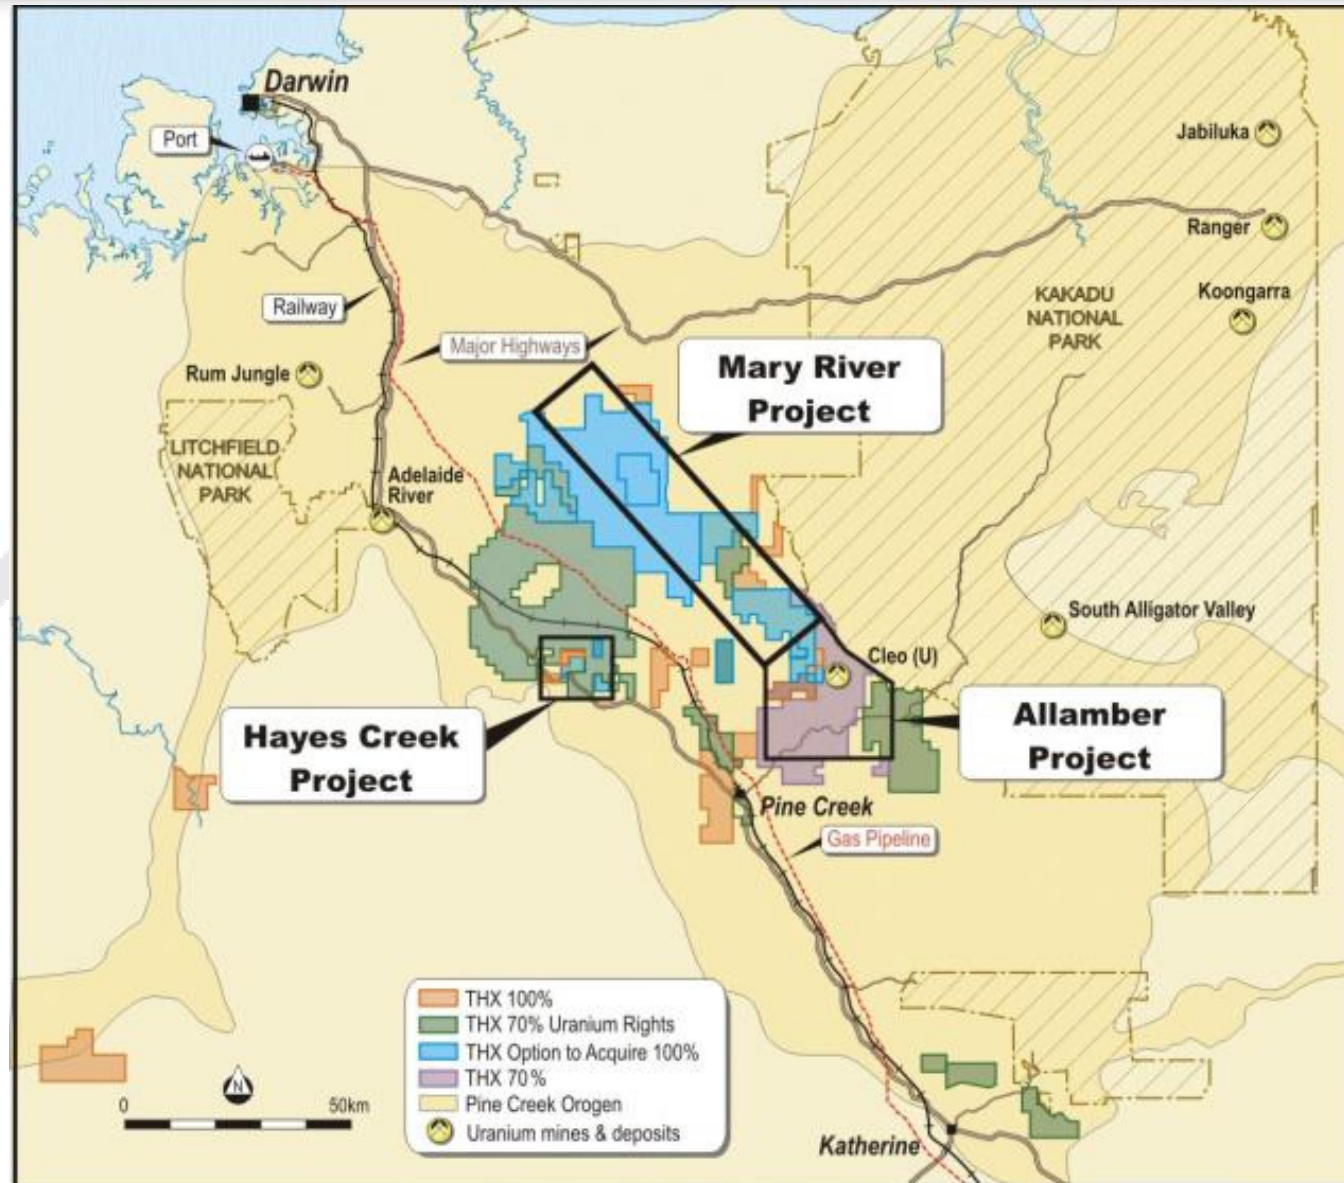 Darwin
Port
Jabiluka
Ranger
Railway
KAKADU
NATIONAL
PARK
Koongarra
Major Highways
Rum Jungle
Mary River
Project
LITCHFIELD
NATIONAL
PARK
Adelaide
River
South Alligator Valley
Cleo (U)
Hayes Creek
Project
Allamber
Project
Pine Creek
Gas Pipeline
THX 100%
THX 70% Uranium Rights
THX Option to Acquire 100%
THX 70%
Pine Creek Orogen
Uranium mines & deposits
N
0 50km
Katherine